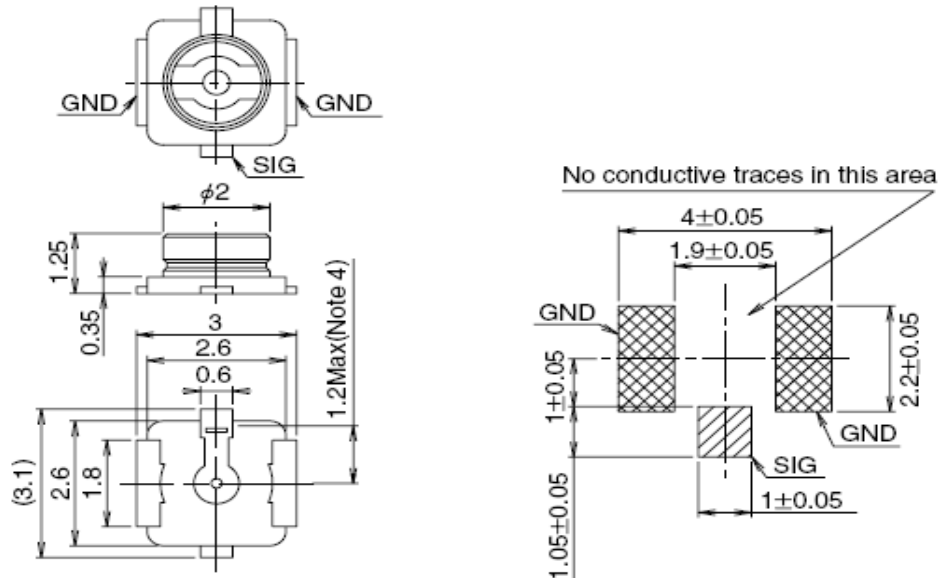 GND
GND
SIG
ϕ2
1.25
0.35
3
2.6
0.6
1.2Max(Note 4)
(3.1)
2.6
1.8
No conductive traces in this area
4±0.05
1.9±0.05
GND
1±0.05
2.2±0.05
GND
SIG
1.05±0.05
1±0.05